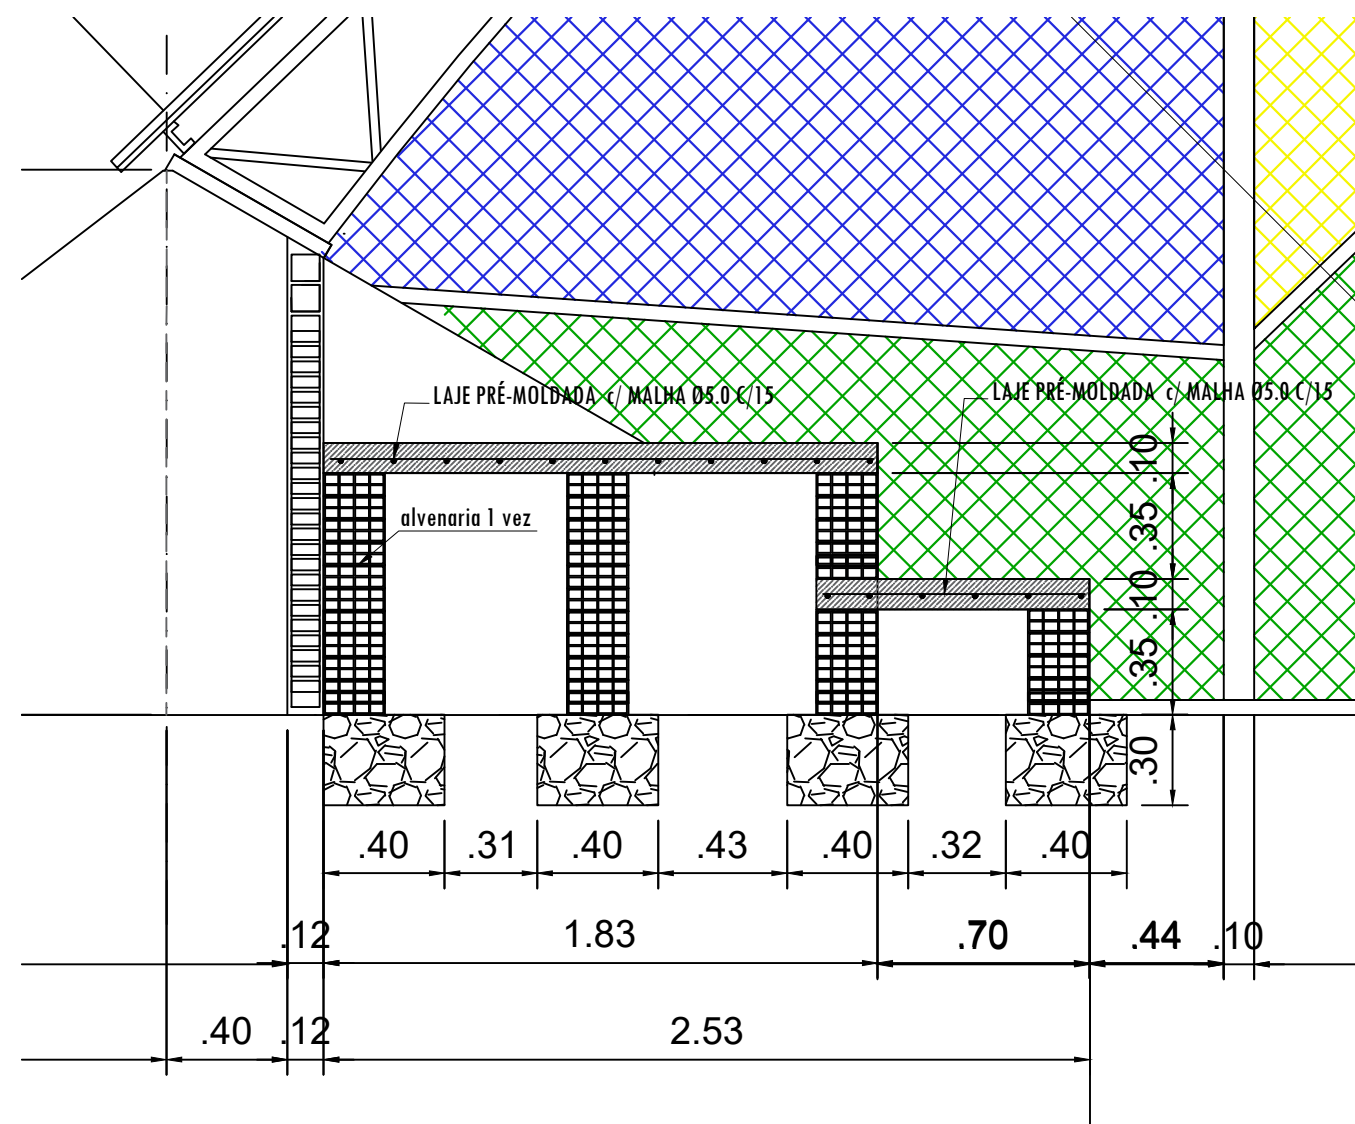 LAJE PRÉ-MOLDADA c/ MALHA Ø5.0 C/15
LAJE PRÉ-MOLDADA c/ MALHA Ø5.0 C/15
alvenaria 1 vez
.10
.35
.10
.35
.30
.40 .31 .40 .43 .40 .32 .40
.12 1.83 .70 .44 .10
.40 .12 2.53